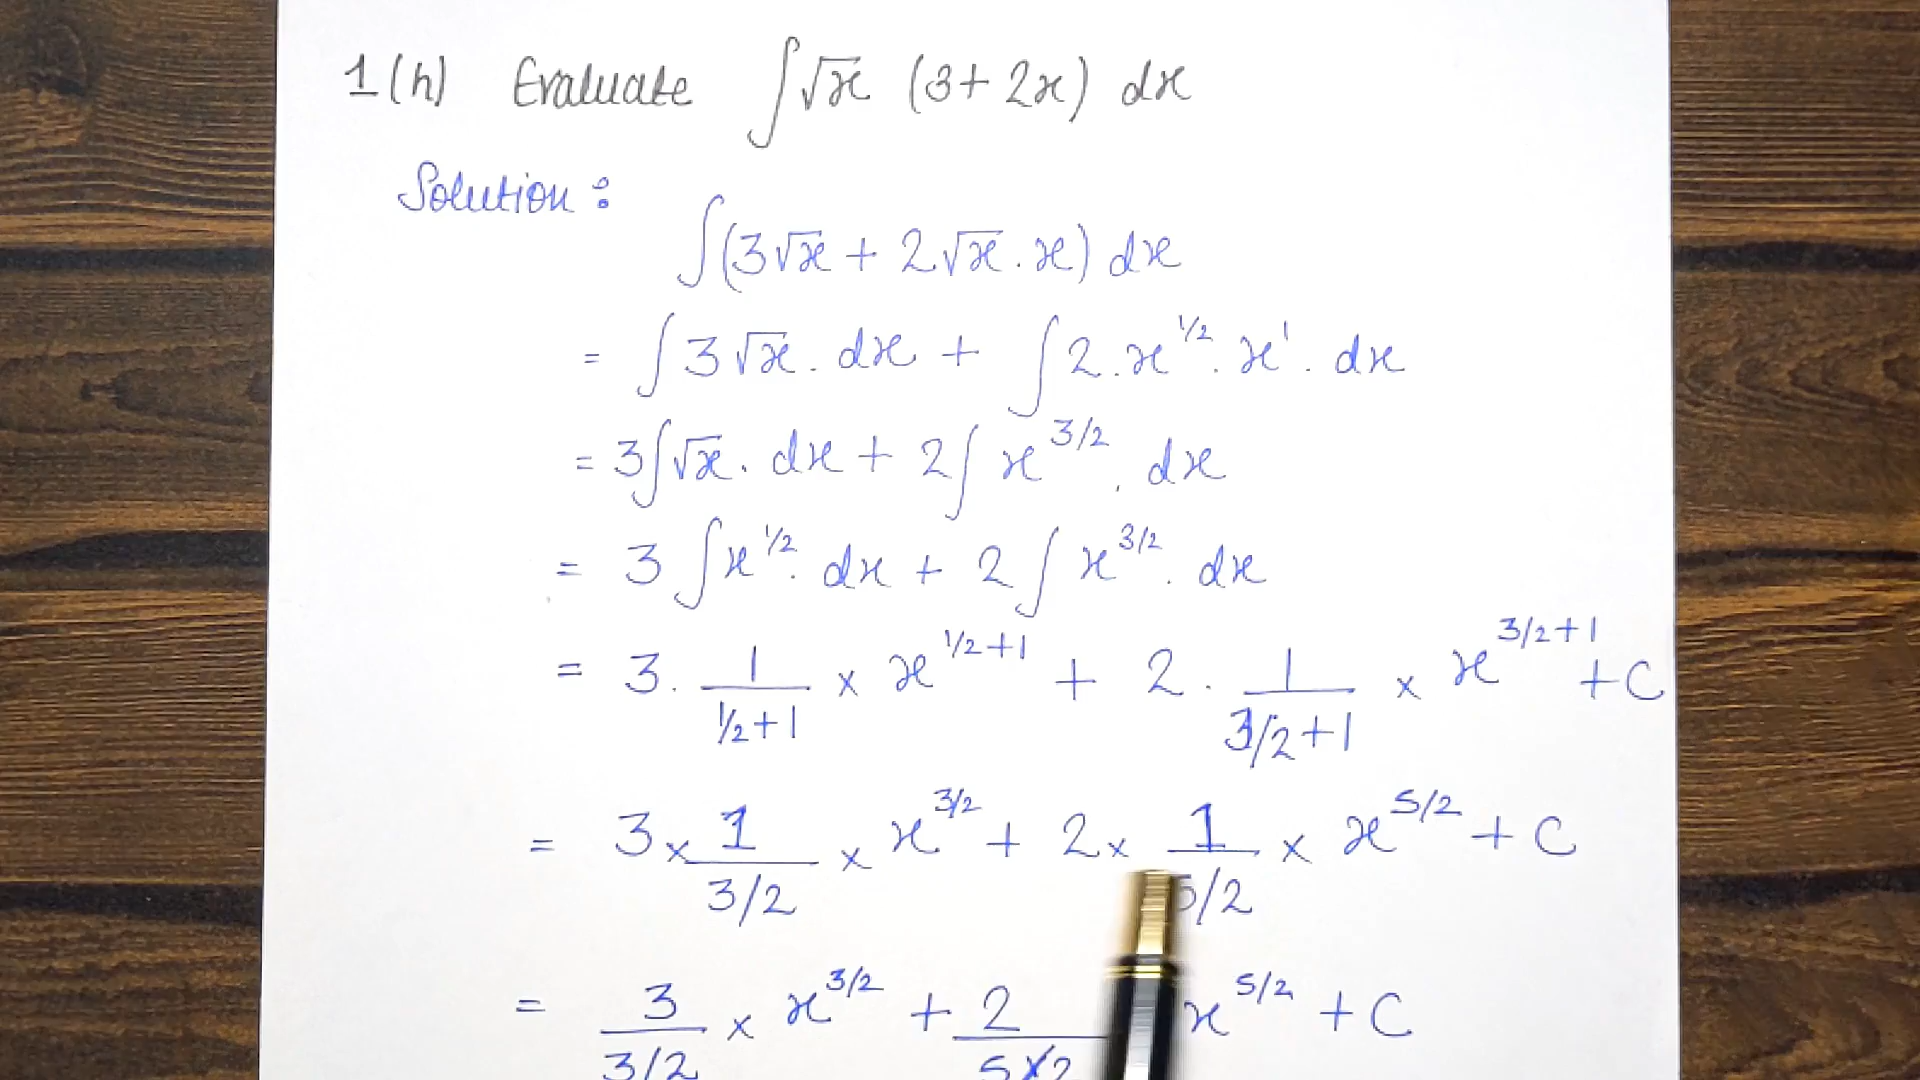 1(h) Evaluate ∫√x (3+2x) dx
Solution:
∫(3√x + 2√x.x) dx
= ∫3√x. dx + ∫2.x^1/2. x^1. dx
= 3∫√x. dx + 2∫x^3/2. dx
= 3∫x^1/2. dx + 2∫x^3/2. dx
= 3. 1/(1/2+1) × x^1/2+1 + 2. 1/(3/2+1) × x^3/2+1 + C
= 3 × 1/(3/2) × x^3/2 + 2 × 1/(5/2) × x^5/2 + C
= 3/(3/2) × x^3/2 + 2 x^5/2 + C